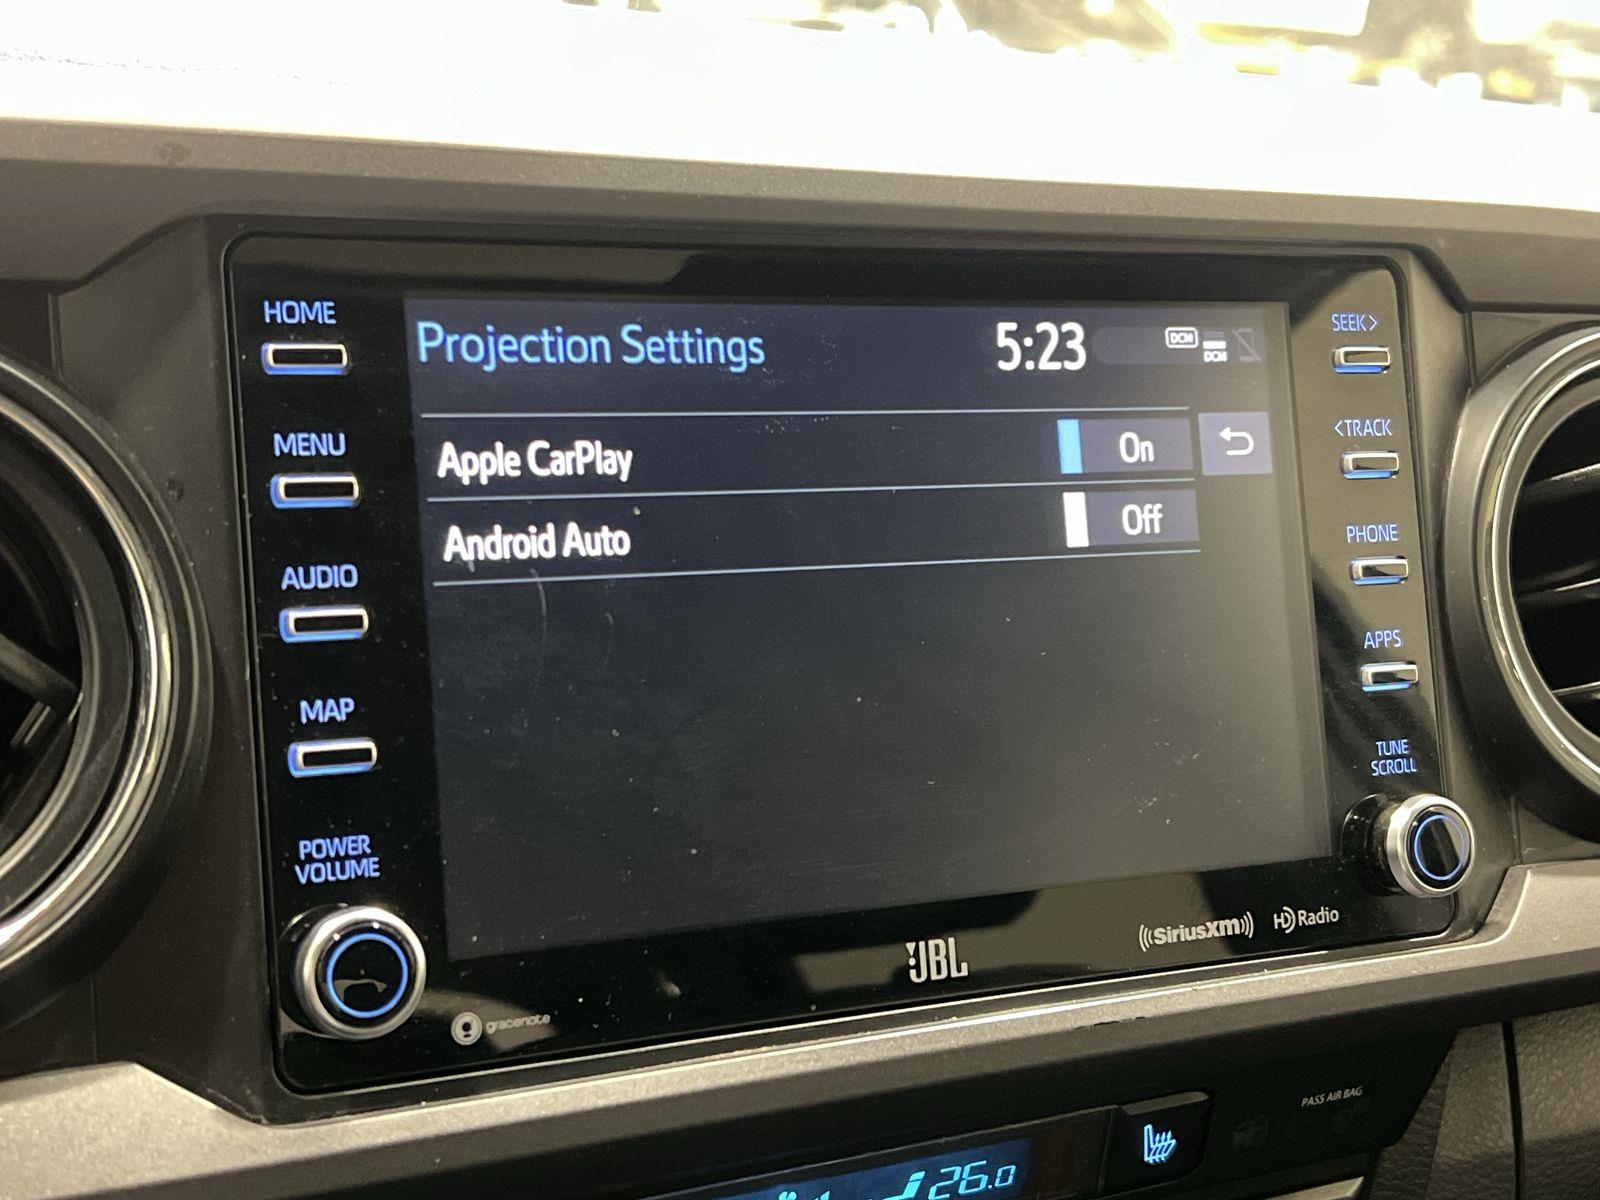 HOME
MENU
AUDIO
MAP
POWER
VOLUME
Projection Settings
5:23
DCM
DCM
Apple CarPlay
On
Android Auto
Off
SEEK>
<TRACK
PHONE
APPS
TUNE
SCROLL
gracenote
JBL
((SiriusXM))
HD Radio
PASS AIR BAG
26.0